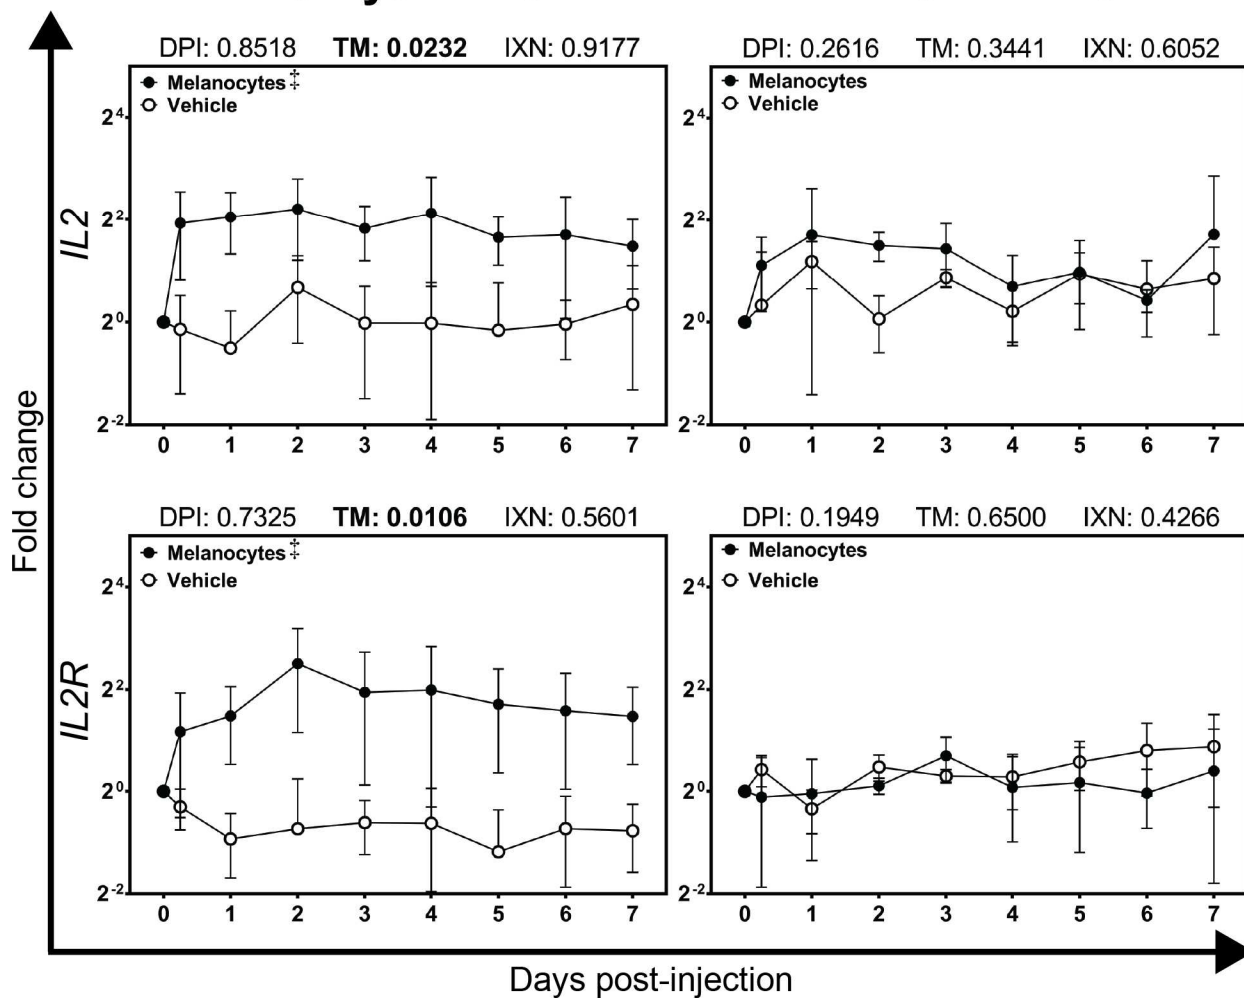 DPI: 0.8518 TM: 0.0232 IXN: 0.9177
Melanocytes‡
Vehicle
2⁴
2²
2⁰
2⁻²
0 1 2 3 4 5 6 7
IL2
DPI: 0.2616 TM: 0.3441 IXN: 0.6052
Melanocytes
Vehicle
2⁴
2²
2⁰
2⁻²
0 1 2 3 4 5 6 7
Fold change
DPI: 0.7325 TM: 0.0106 IXN: 0.5601
Melanocytes‡
Vehicle
2⁴
2²
2⁰
2⁻²
0 1 2 3 4 5 6 7
IL2R
DPI: 0.1949 TM: 0.6500 IXN: 0.4266
Melanocytes
Vehicle
2⁴
2²
2⁰
2⁻²
0 1 2 3 4 5 6 7
Days post-injection